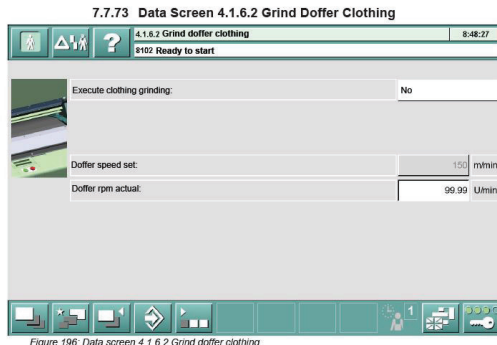 7.7.73 Data Screen 4.1.6.2 Grind Doffer Clothing
4.1.6.2 Grind doffer clothing 8:48:27
8102 Ready to start
Execute clothing grinding: No
Doffer speed set: 150 m/min
Doffer rpm actual: 99.99 U/min
1
Figure 196: Data screen 4.1.6.2 Grind doffer clothing